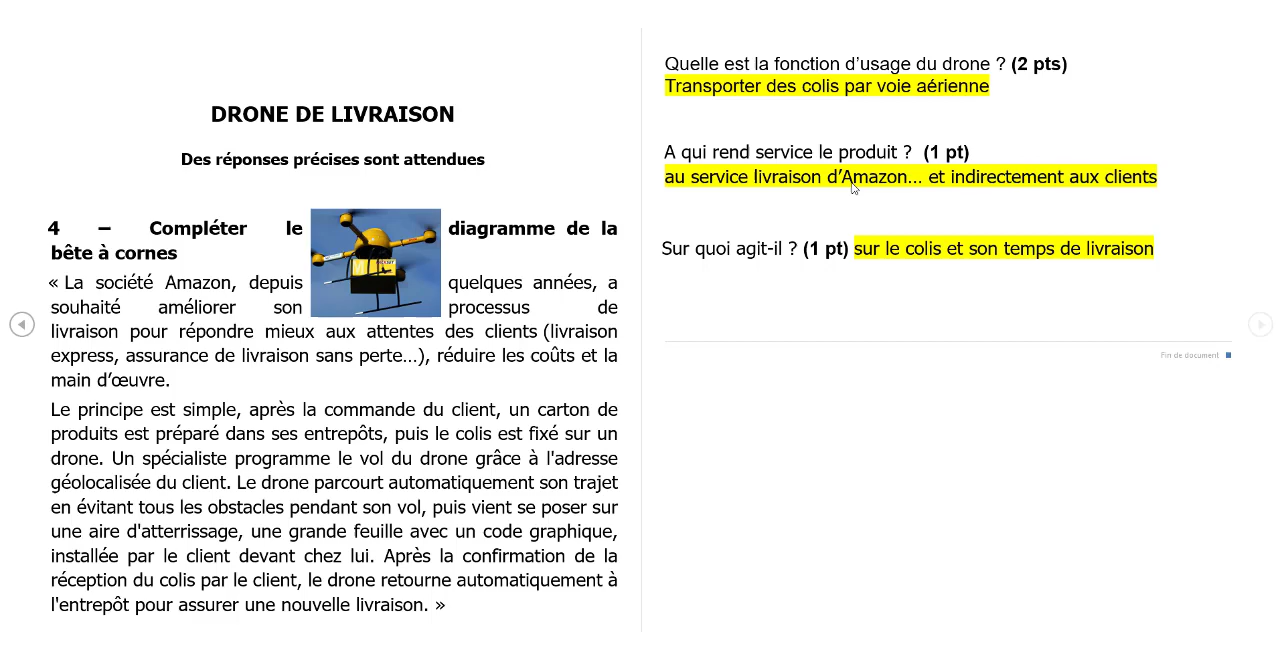 DRONE DE LIVRAISON
Des réponses précises sont attendues
4 – Compléter le diagramme de la
bête à cornes
« La société Amazon, depuis quelques années, a
souhaité améliorer son processus de
livraison pour répondre mieux aux attentes des clients (livraison
express, assurance de livraison sans perte…), réduire les coûts et la
main d’œuvre.
Le principe est simple, après la commande du client, un carton de
produits est préparé dans ses entrepôts, puis le colis est fixé sur un
drone. Un spécialiste programme le vol du drone grâce à l'adresse
géolocalisée du client. Le drone parcourt automatiquement son trajet
en évitant tous les obstacles pendant son vol, puis vient se poser sur
une aire d'atterrissage, une grande feuille avec un code graphique,
installée par le client devant chez lui. Après la confirmation de la
réception du colis par le client, le drone retourne automatiquement à
l'entrepôt pour assurer une nouvelle livraison. »
Quelle est la fonction d’usage du drone ? (2 pts)
Transporter des colis par voie aérienne
A qui rend service le produit ? (1 pt)
au service livraison d’Amazon… et indirectement aux clients
Sur quoi agit-il ? (1 pt) sur le colis et son temps de livraison
Fin de document